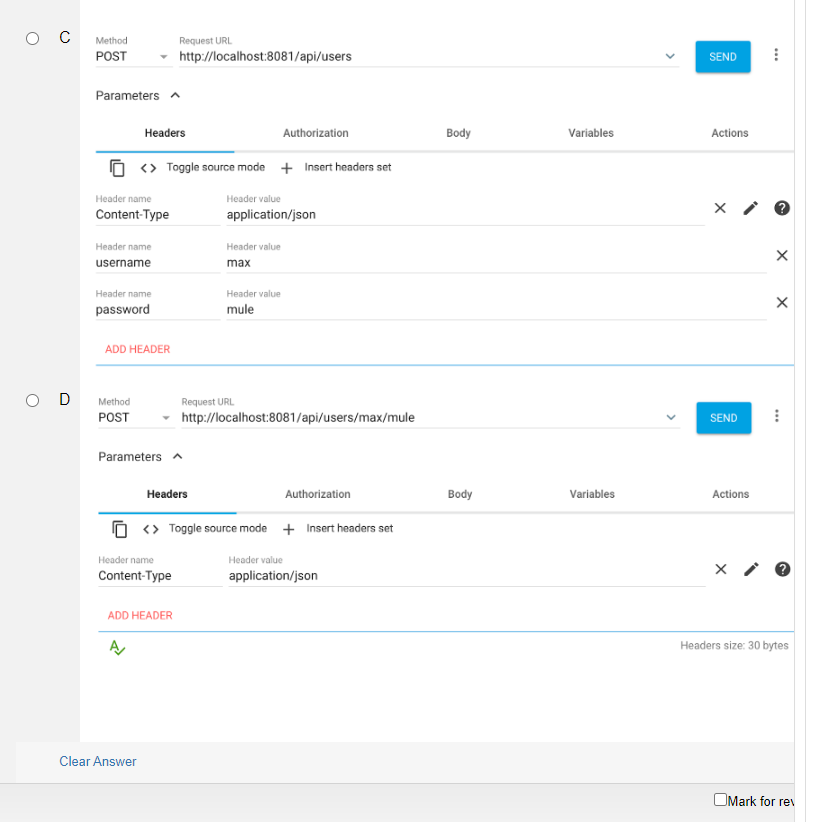 C
Method Request URL
POST http://localhost:8081/api/users SEND
Parameters
Headers Authorization Body Variables Actions
<> Toggle source mode + Insert headers set
Header name Header value
Content-Type application/json
Header name Header value
username max
Header name Header value
password mule
ADD HEADER
D
Method Request URL
POST http://localhost:8081/api/users/max/mule SEND
Parameters
Headers Authorization Body Variables Actions
<> Toggle source mode + Insert headers set
Header name Header value
Content-Type application/json
ADD HEADER
Headers size: 30 bytes
Clear Answer
Mark for rev